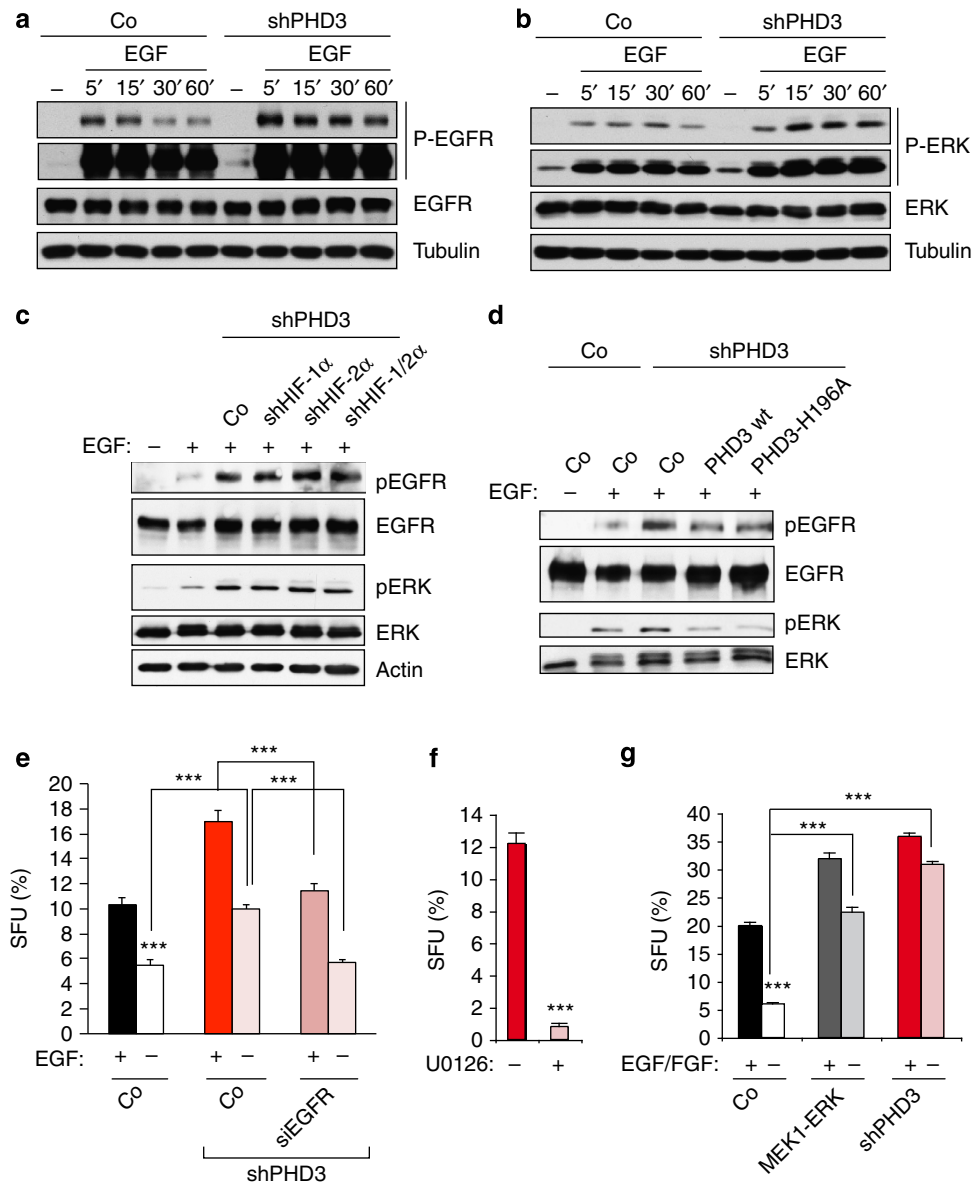 a
Co shPHD3
EGF EGF
– 5′ 15′ 30′ 60′ – 5′ 15′ 30′ 60′
P-EGFR
EGFR
Tubulin
b
Co shPHD3
EGF EGF
– 5′ 15′ 30′ 60′ – 5′ 15′ 30′ 60′
P-ERK
ERK
Tubulin
c
shPHD3
Co shHIF-1α shHIF-2α shHIF-1/2α
EGF: – + + + + +
pEGFR
EGFR
pERK
ERK
Actin
d
Co shPHD3
Co Co Co PHD3 wt PHD3-H196A
EGF: – + + + +
pEGFR
EGFR
pERK
ERK
e
SFU (%)
20
18
16
14
12
10
8
6
4
2
0
***
*** ***
***
EGF: + – + – + –
Co Co siEGFR
shPHD3
f
SFU (%)
14
12
10
8
6
4
2
0
***
U0126: – +
g
SFU (%)
40
35
30
25
20
15
10
5
0
***
***
***
EGF/FGF: + – + – + –
Co MEK1-ERK shPHD3